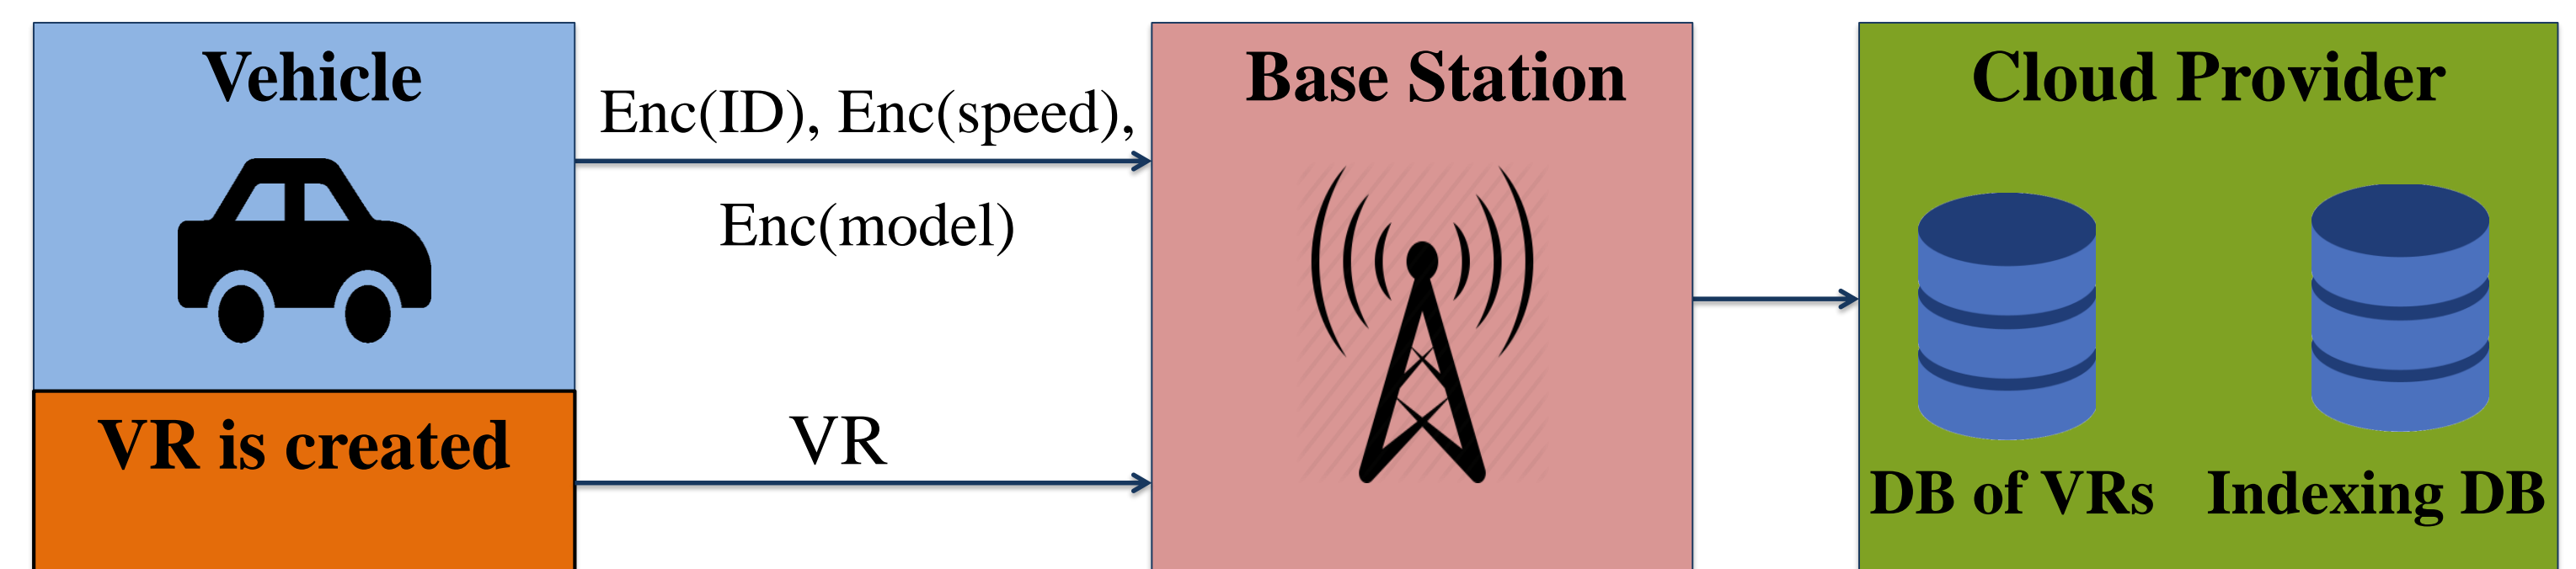 Vehicle
Enc(ID), Enc(speed),
Enc(model)
VR is created
VR
Base Station
Cloud Provider
DB of VRs
Indexing DB